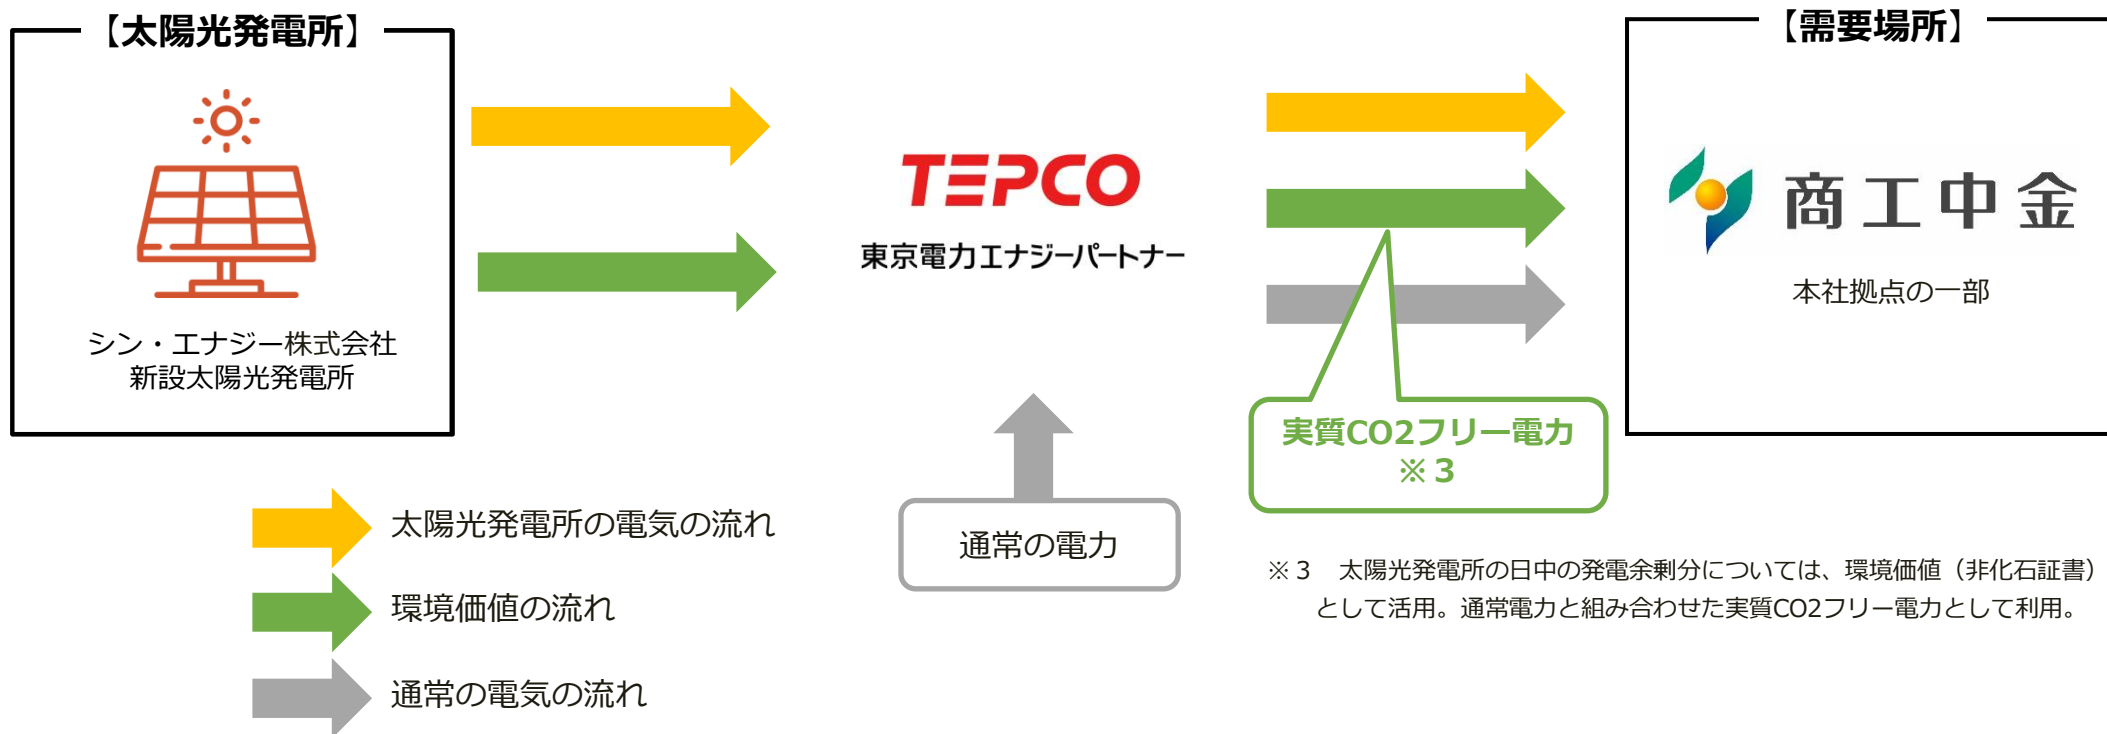 【太陽光発電所】
シン・エナジー株式会社
新設太陽光発電所
TEPCO
東京電力エナジーパートナー
通常の電力
実質CO2フリー電力
※3
【需要場所】
商工中金
本社拠点の一部
太陽光発電所の電気の流れ
環境価値の流れ
通常の電気の流れ
※3　太陽光発電所の日中の発電余剰分については、環境価値（非化石証書）
として活用。通常電力と組み合わせた実質CO2フリー電力として利用。